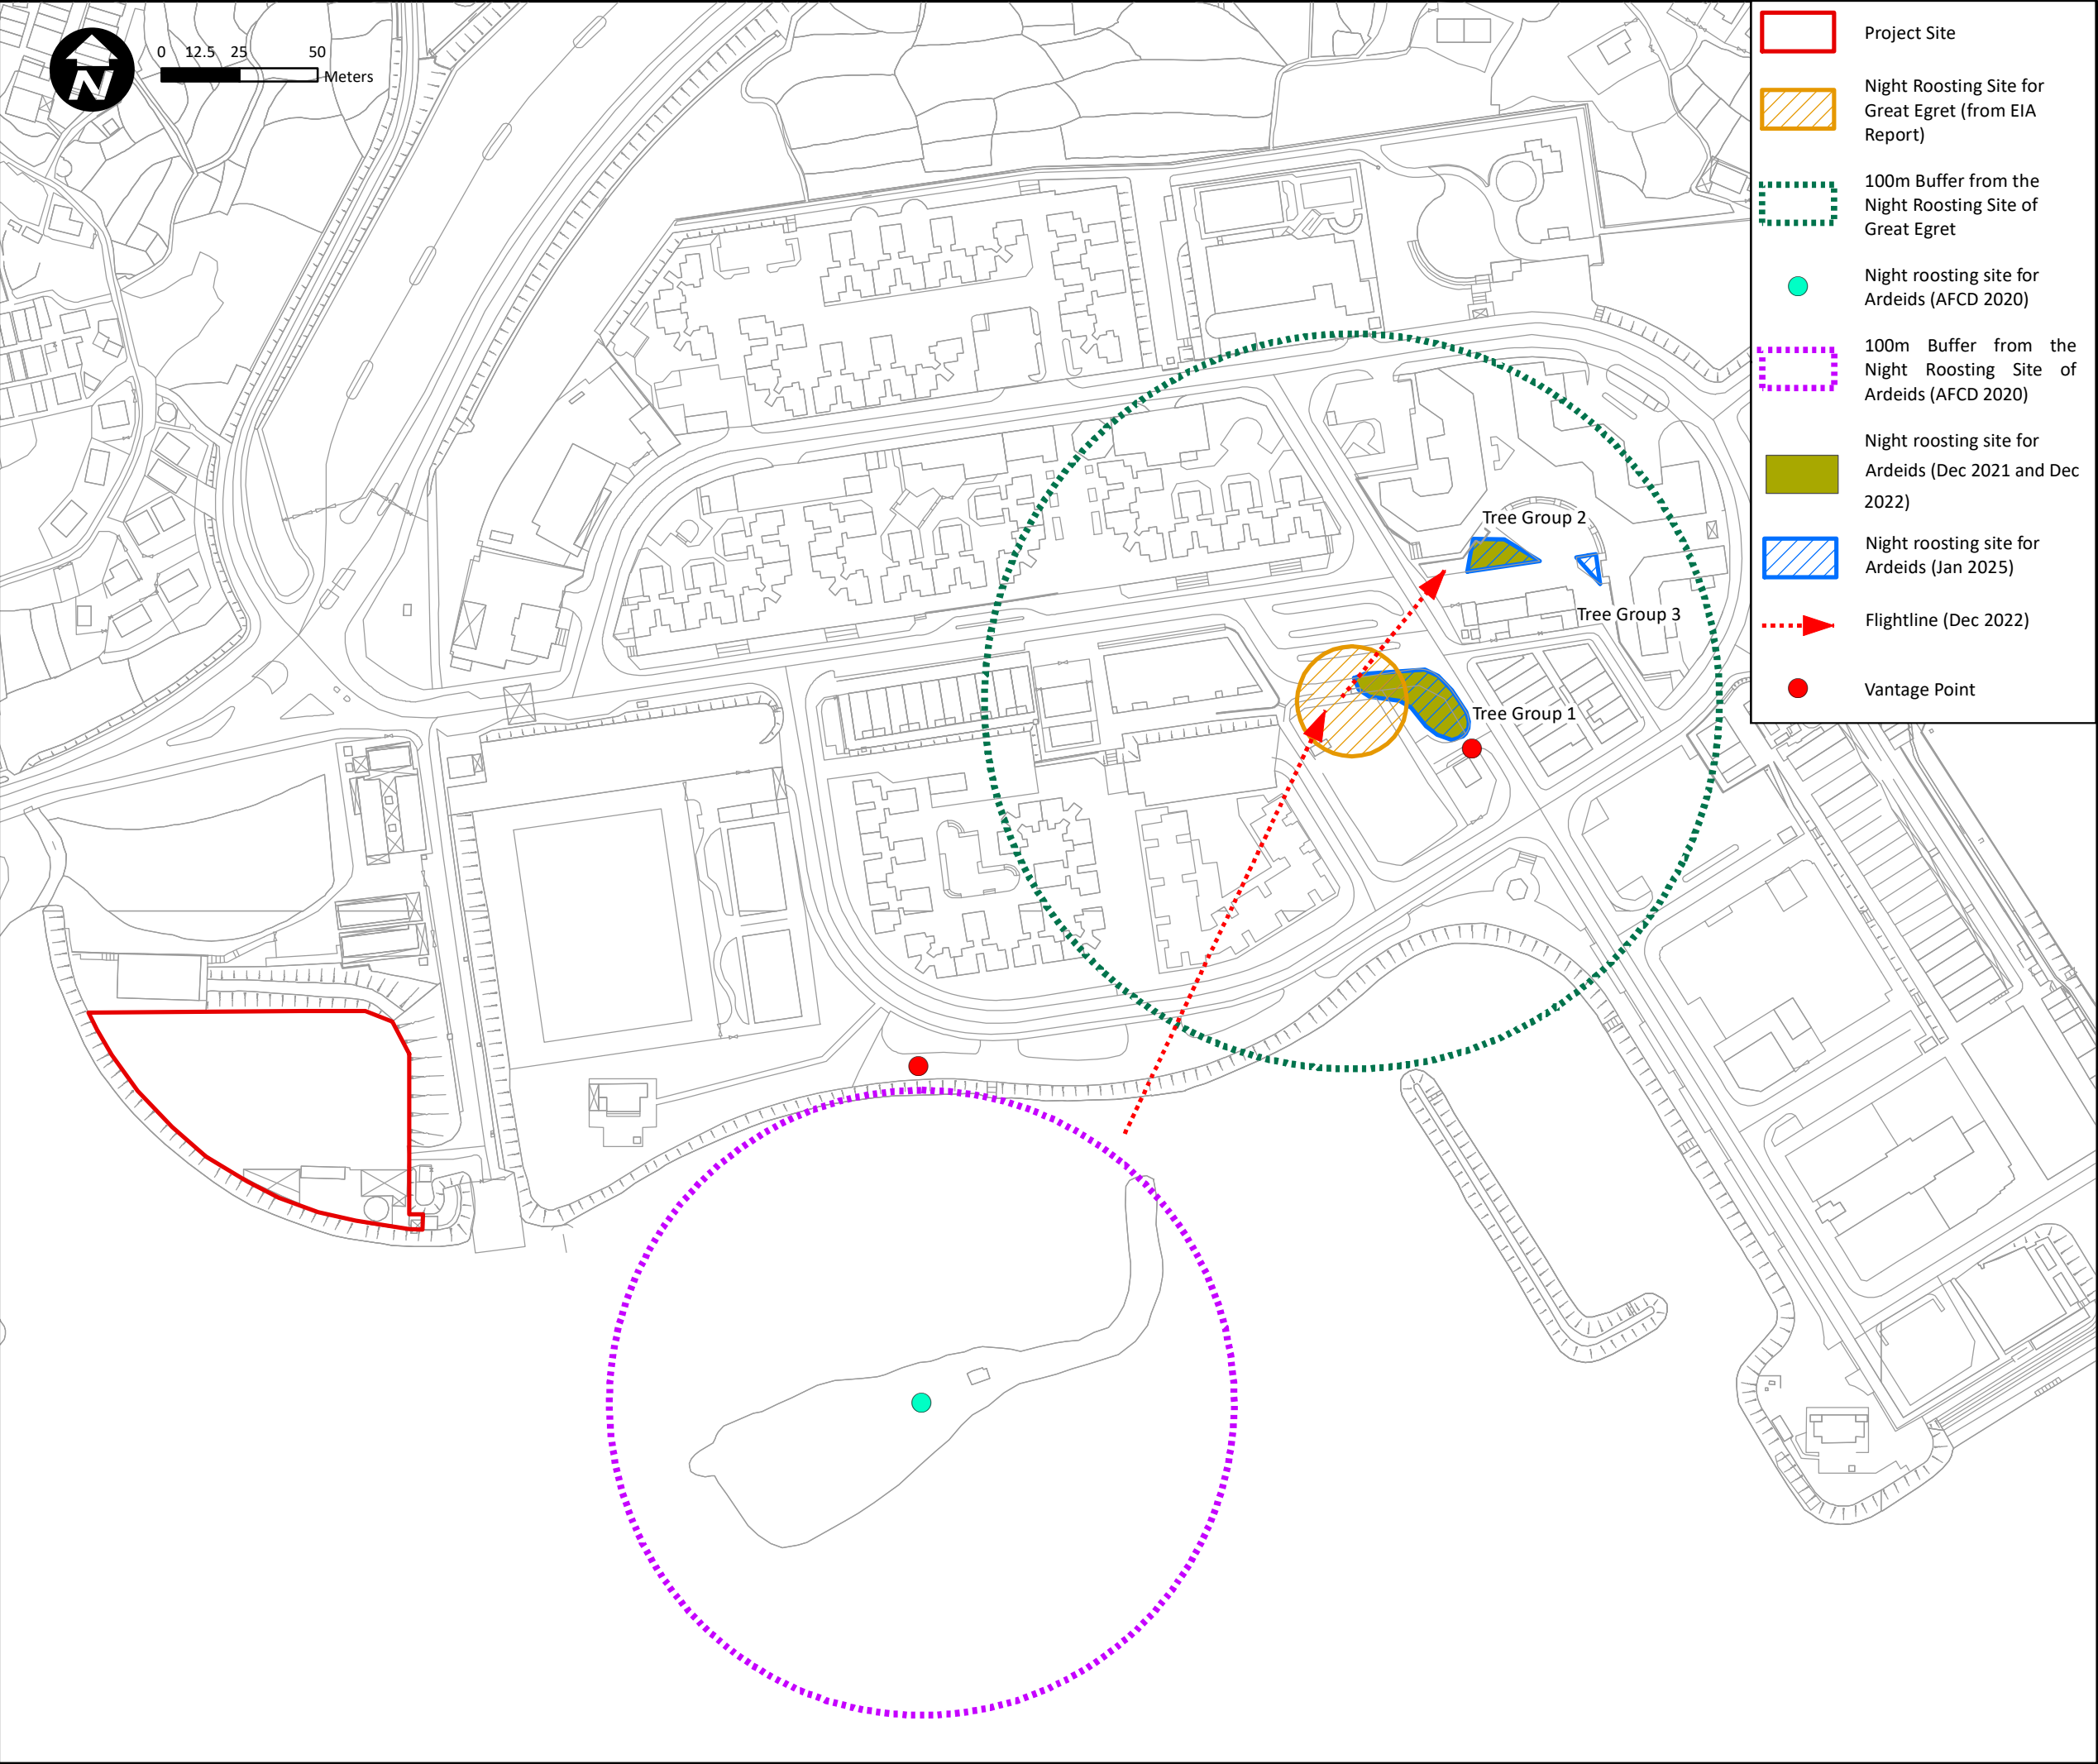 N
0 12.5 25 50
Meters
Project Site
Night Roosting Site for
Great Egret (from EIA
Report)
100m Buffer from the
Night Roosting Site of
Great Egret
Night roosting site for
Ardeids (AFCD 2020)
100m Buffer from the
Night Roosting Site of
Ardeids (AFCD 2020)
Night roosting site for
Ardeids (Dec 2021 and Dec
2022)
Night roosting site for
Ardeids (Jan 2025)
Flightline (Dec 2022)
Vantage Point
Tree Group 2
Tree Group 3
Tree Group 1